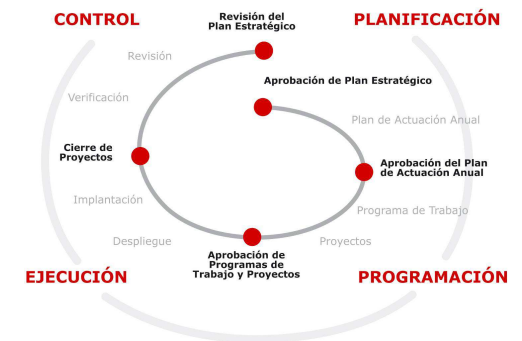 CONTROL
Revisión del
Plan Estratégico
PLANIFICACIÓN
Revisión
Aprobación de Plan Estratégico
Verificación
Plan de Actuación Anual
Cierre de
Proyectos
Aprobación del Plan
de Actuación Anual
Implantación
Programa de Trabajo
Despliegue
Proyectos
Aprobación de
Programas de
Trabajo y Proyectos
EJECUCIÓN
PROGRAMACIÓN